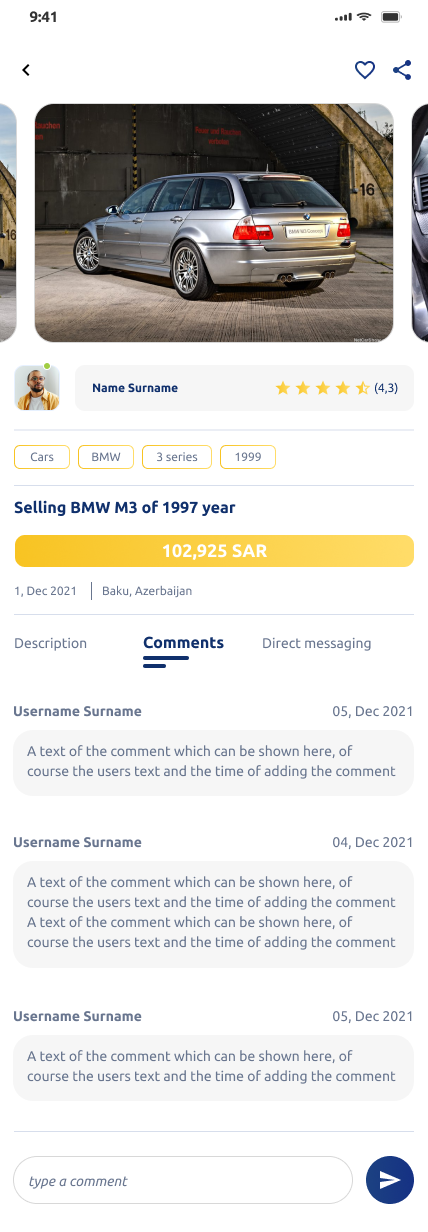 9:41
Name Surname
(4,3)
Cars
BMW
3 series
1999
Selling BMW M3 of 1997 year
102,925 SAR
1, Dec 2021
Baku, Azerbaijan
Description
Comments
Direct messaging
Username Surname
05, Dec 2021
A text of the comment which can be shown here, of
course the users text and the time of adding the comment
Username Surname
04, Dec 2021
A text of the comment which can be shown here, of
course the users text and the time of adding the comment
A text of the comment which can be shown here, of
course the users text and the time of adding the comment
Username Surname
05, Dec 2021
A text of the comment which can be shown here, of
course the users text and the time of adding the comment
type a comment